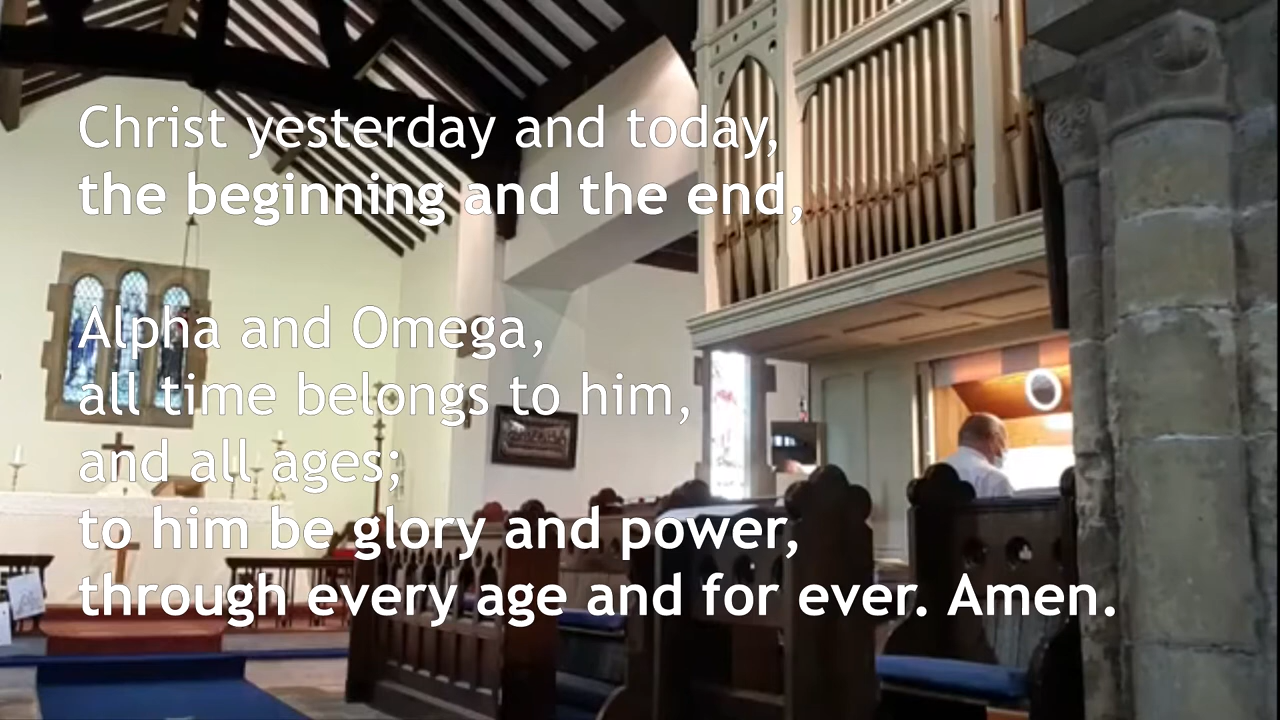 Christ yesterday and today,
the beginning and the end,
Alpha and Omega,
all time belongs to him,
and all ages;
to him be glory and power,
through every age and for ever. Amen.